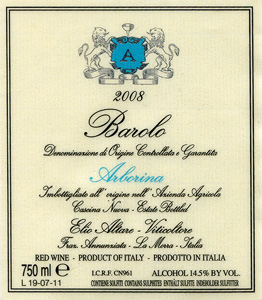 A
2008
Barolo
Denominazione di Origine Controllata e Garantita
Arborina
Imbottigliato all'origine nell'Azienda Agricola
Cascina Nuova - Estate Bottled
Elio Altare - Viticoltore
Fraz. Annunziata - La Morra - Italia
RED WINE - PRODUCT OF ITALY - PRODOTTO IN ITALIA
750 ml e I.C.R.F. CN961 ALCOHOL 14.5% BY VOL.
L 19-07-11 CONTIENE SOLFITI CONTAINS SULPHITES ENTHÄLT SULFITE INDEHOLDER SULFITTER